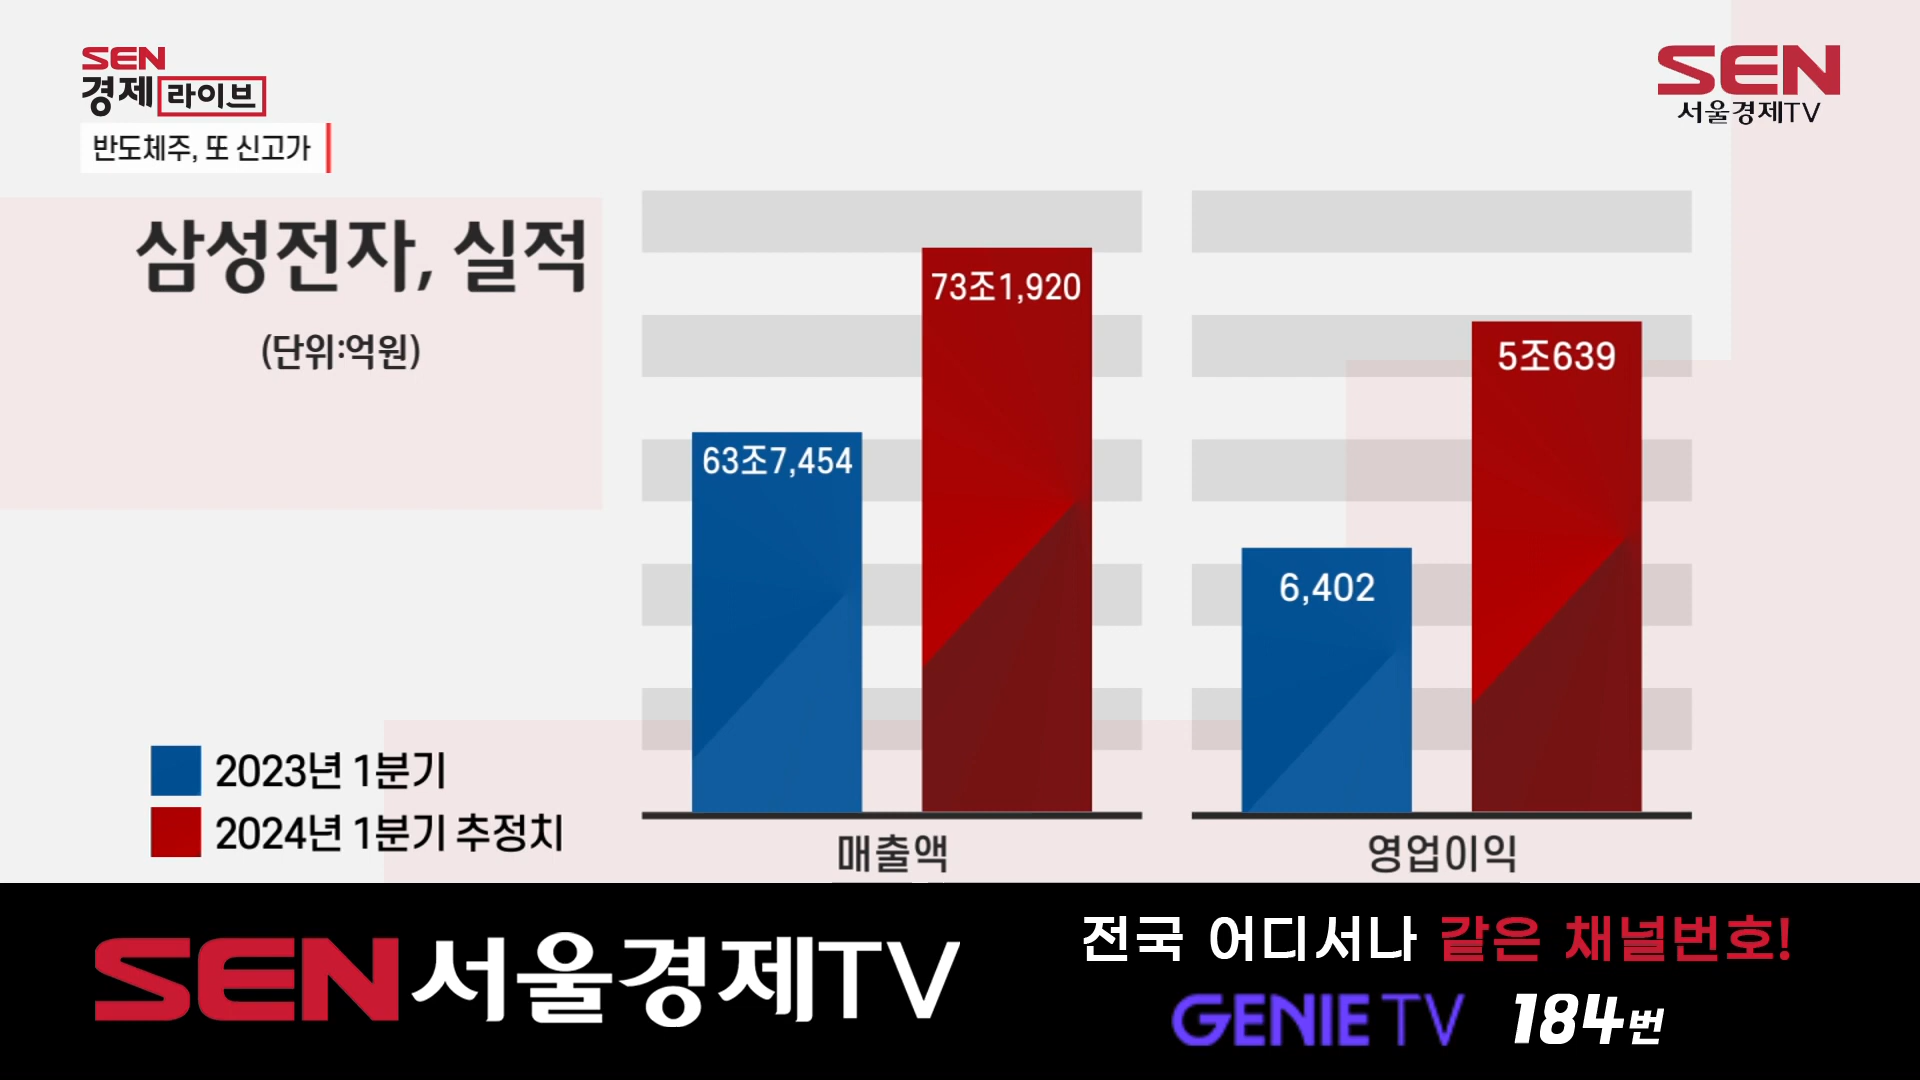 SEN
경제 라이브
반도체주, 또 신고가
SEN
서울경제TV
삼성전자, 실적
(단위:억원)
63조7,454
73조1,920
6,402
5조639
2023년 1분기
2024년 1분기 추정치
매출액
영업이익
SEN 서울경제TV
전국 어디서나 같은 채널번호!
GENIE TV 184번